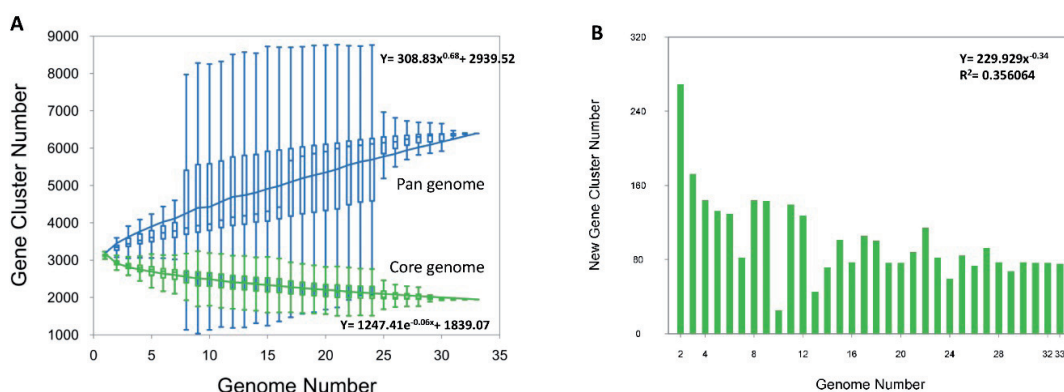 A
9000
8000
7000
6000
5000
4000
3000
2000
1000
0
5
10
15
20
25
30
35
Gene Cluster Number
Genome Number
Y= 308.83x^0.68+ 2939.52
Pan genome
Core genome
Y= 1247.41e^-0.06x+ 1839.07
B
320
240
160
80
0
2
4
8
12
16
20
24
28
32 33
New Gene Cluster Number
Genome Number
Y= 229.929x^-0.34
R^2= 0.356064